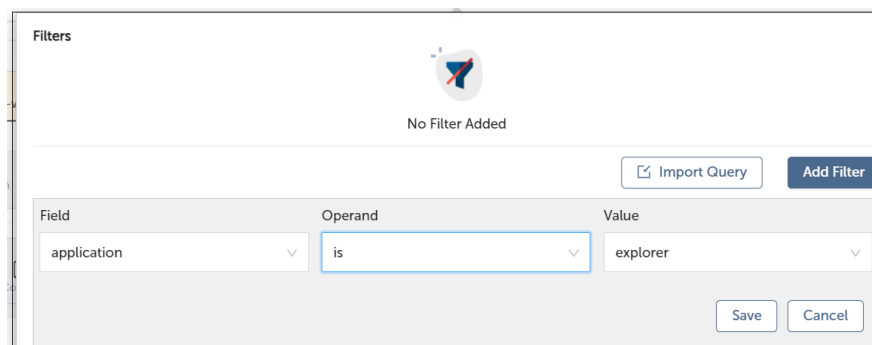 Filters
No Filter Added
Import Query
Add Filter
Field Operand Value
application is explorer
Save Cancel